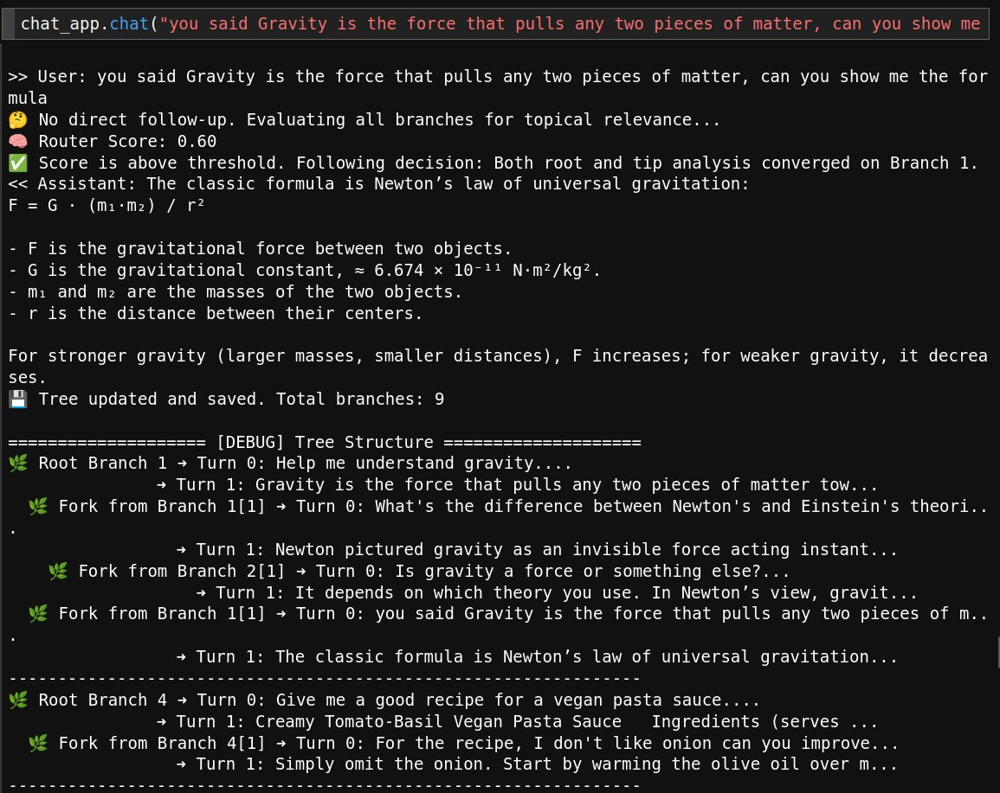 chat_app.chat("you said Gravity is the force that pulls any two pieces of matter, can you show me
>> User: you said Gravity is the force that pulls any two pieces of matter, can you show me the for
mula
🤔 No direct follow-up. Evaluating all branches for topical relevance...
🧠 Router Score: 0.60
✅ Score is above threshold. Following decision: Both root and tip analysis converged on Branch 1.
<< Assistant: The classic formula is Newton’s law of universal gravitation:
F = G · (m₁·m₂) / r²
- F is the gravitational force between two objects.
- G is the gravitational constant, ≈ 6.674 × 10⁻¹¹ N·m²/kg².
- m₁ and m₂ are the masses of the two objects.
- r is the distance between their centers.
For stronger gravity (larger masses, smaller distances), F increases; for weaker gravity, it decrea
ses.
💾 Tree updated and saved. Total branches: 9
==================== [DEBUG] Tree Structure ====================
🌿 Root Branch 1 → Turn 0: Help me understand gravity....
→ Turn 1: Gravity is the force that pulls any two pieces of matter tow...
🌿 Fork from Branch 1[1] → Turn 0: What's the difference between Newton's and Einstein's theori..
.
→ Turn 1: Newton pictured gravity as an invisible force acting instant...
🌿 Fork from Branch 2[1] → Turn 0: Is gravity a force or something else?...
→ Turn 1: It depends on which theory you use. In Newton’s view, gravit...
🌿 Fork from Branch 1[1] → Turn 0: you said Gravity is the force that pulls any two pieces of m..
.
→ Turn 1: The classic formula is Newton’s law of universal gravitation...
----------------------------------------------------------------
🌿 Root Branch 4 → Turn 0: Give me a good recipe for a vegan pasta sauce....
→ Turn 1: Creamy Tomato-Basil Vegan Pasta Sauce   Ingredients (serves ...
🌿 Fork from Branch 4[1] → Turn 0: For the recipe, I don't like onion can you improve...
→ Turn 1: Simply omit the onion. Start by warming the olive oil over m...
----------------------------------------------------------------